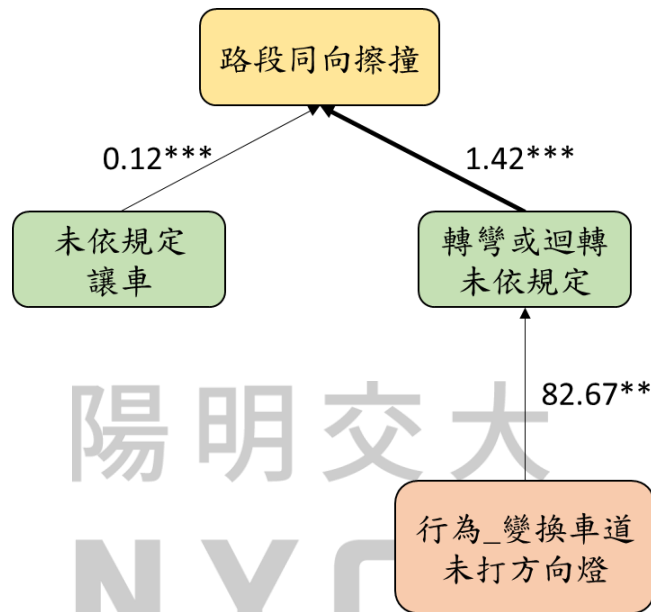 路段同向擦撞
0.12***
1.42***
未依規定
讓車
轉彎或迴轉
未依規定
82.67**
陽明交大
行為_變換車道
未打方向燈